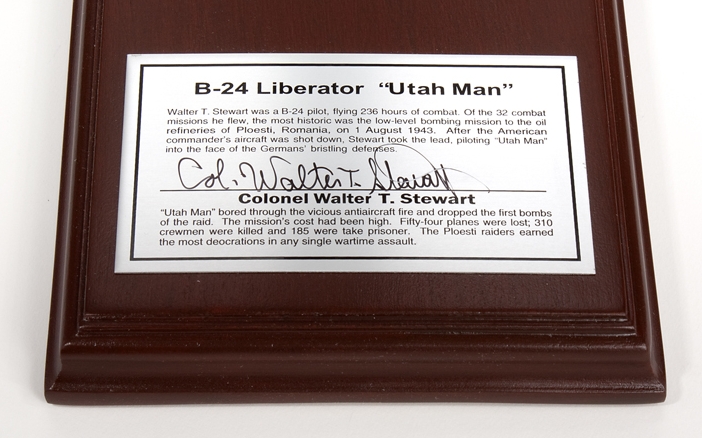 B-24 Liberator “Utah Man”
Walter T. Stewart was a B-24 pilot, flying 236 hours of combat. Of the 32 combat
missions he flew, the most historic was the low-level bombing mission to the oil
refineries of Ploesti, Romania, on 1 August 1943. After the American
commander's aircraft was shot down, Stewart took the lead, piloting “Utah Man”
into the face of the Germans' bristling defenses.
Col. Walter T. Stewart
Colonel Walter T. Stewart
“Utah Man” bored through the vicious antiaircraft fire and dropped the first bombs
of the raid. The mission's cost had been high. Fifty-four planes were lost; 310
crewmen were killed and 185 were take prisoner. The Ploesti raiders earned
the most deocrations in any single wartime assault.